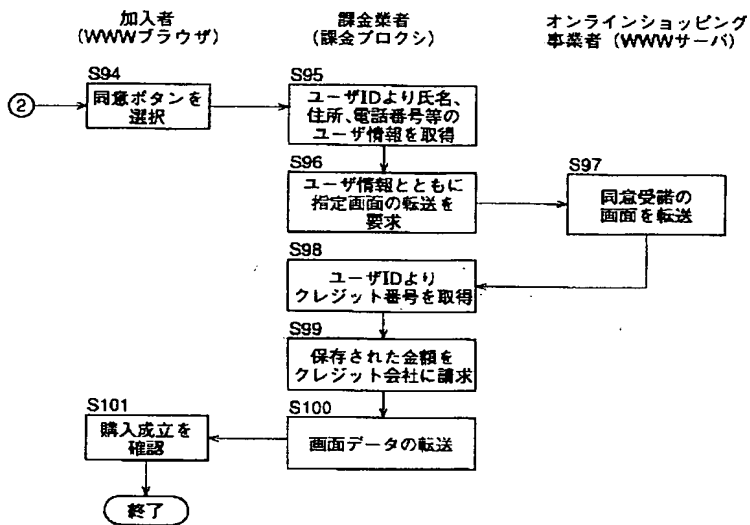 加入者
(WWWブラウザ)
課金業者
(課金プロクシ)
オンラインショッピング
事業者(WWWサーバ)
②
S94
同意ボタンを
選択
S95
ユーザIDより氏名、
住所、電話番号等の
ユーザ情報を取得
S96
ユーザ情報とともに
指定画面の転送を
要求
S97
同意受諾の
画面を転送
S98
ユーザIDより
クレジット番号を取得
S99
保存された金額を
クレジット会社に請求
S100
画面データの転送
S101
購入成立を
確認
終了